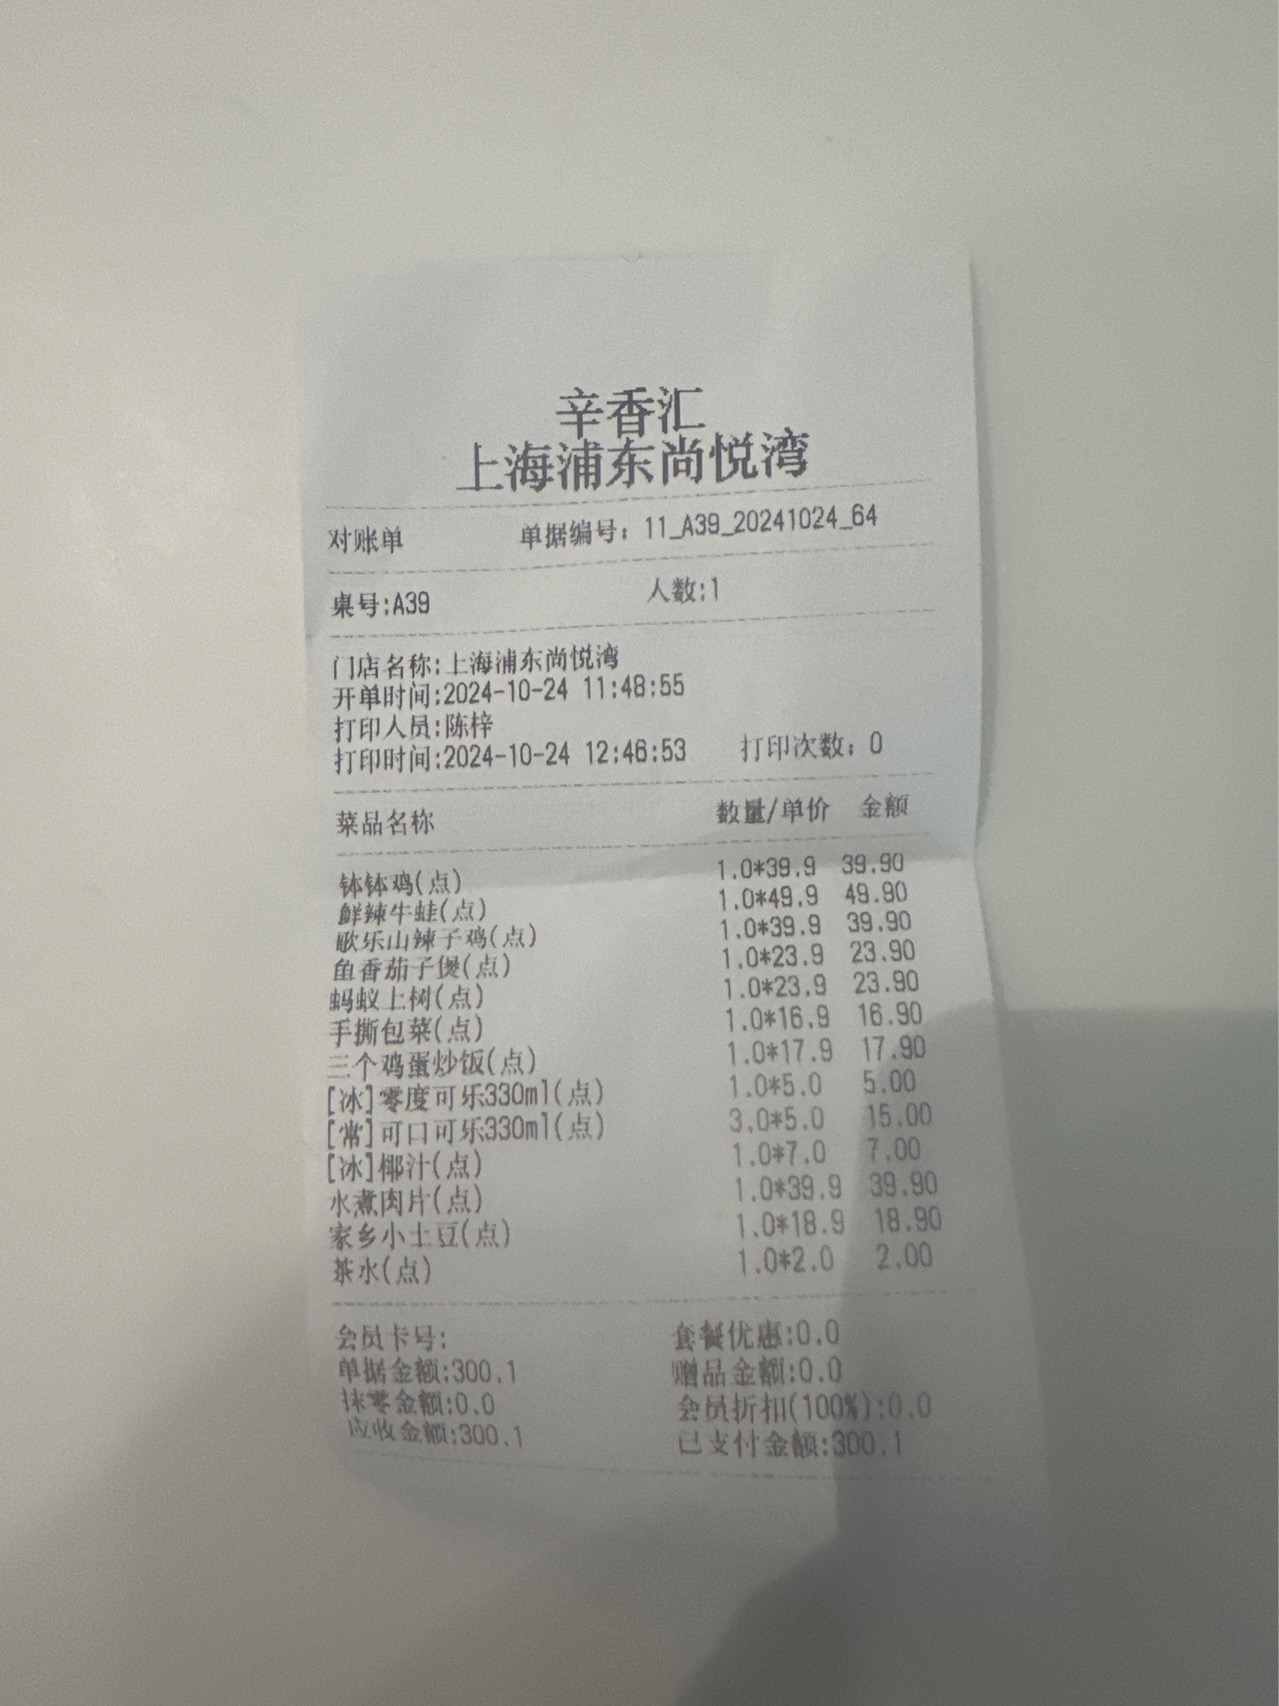 辛香汇
上海浦东尚悦湾
对账单 单据编号：11_A39_20241024_64
桌号:A39 人数:1
门店名称:上海浦东尚悦湾
开单时间:2024-10-24 11:48:55
打印人员:陈梓
打印时间:2024-10-24 12:46:53 打印次数：0
菜品名称 数量/单价 金额
钵钵鸡(点) 1.0*39.9 39.90
鲜辣牛蛙(点) 1.0*49.9 49.90
歌乐山辣子鸡(点) 1.0*39.9 39.90
鱼香茄子煲(点) 1.0*23.9 23.90
蚂蚁上树(点) 1.0*23.9 23.90
手撕包菜(点) 1.0*16.9 16.90
三个鸡蛋炒饭(点) 1.0*17.9 17.90
[冰]零度可乐330ml(点) 1.0*5.0 5.00
[常]可口可乐330ml(点) 3.0*5.0 15.00
[冰]椰汁(点) 1.0*7.0 7.00
水煮肉片(点) 1.0*39.9 39.90
家乡小土豆(点) 1.0*18.9 18.90
茶水(点) 1.0*2.0 2.00
会员卡号: 套餐优惠:0.0
单据金额:300.1 赠品金额:0.0
抹零金额:0.0 会员折扣(100%):0.0
应收金额:300.1 已支付金额:300.1